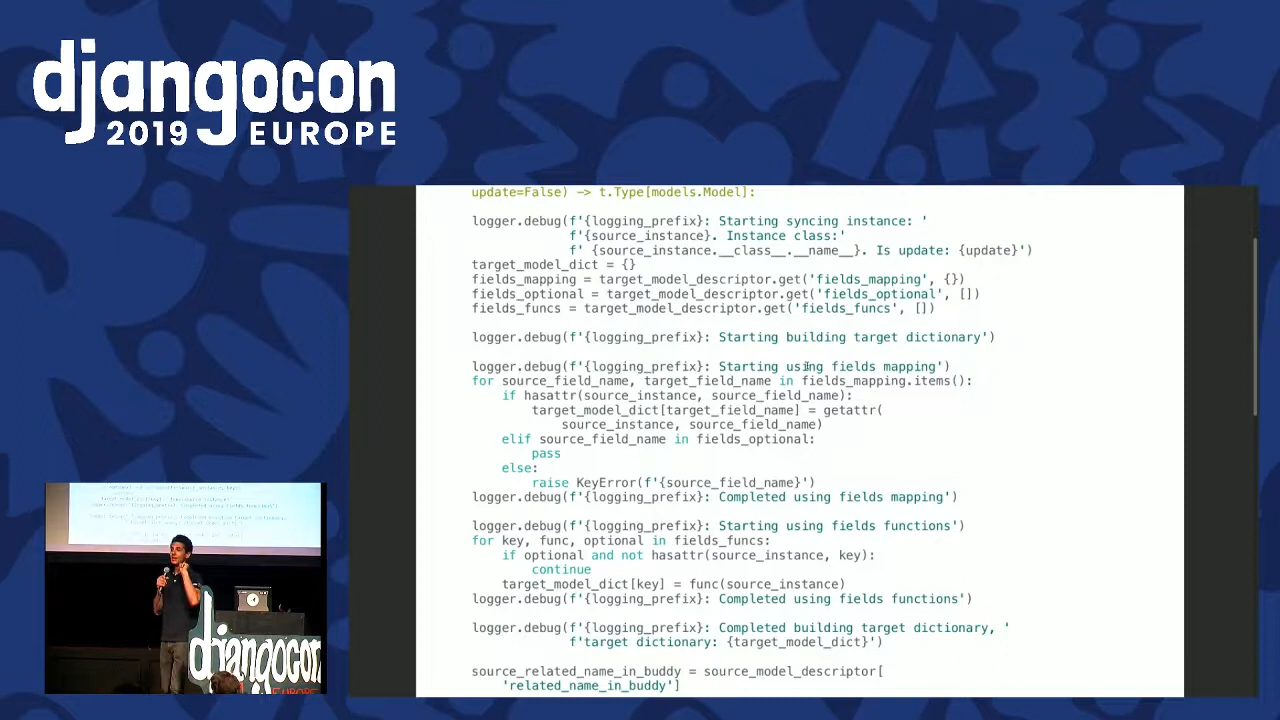 djangocon
2019 EUROPE
update=False) -> t.Type[models.Model]:
logger.debug(f'{logging_prefix}: Starting syncing instance: '
f'{source_instance}. Instance class:'
f' {source_instance.__class__.__name__}. Is update: {update}')
target_model_dict = {}
fields_mapping = target_model_descriptor.get('fields_mapping', {})
fields_optional = target_model_descriptor.get('fields_optional', [])
fields_funcs = target_model_descriptor.get('fields_funcs', [])
logger.debug(f'{logging_prefix}: Starting building target dictionary')
logger.debug(f'{logging_prefix}: Starting using fields mapping')
for source_field_name, target_field_name in fields_mapping.items():
if hasattr(source_instance, source_field_name):
target_model_dict[target_field_name] = getattr(
source_instance, source_field_name)
elif source_field_name in fields_optional:
pass
else:
raise KeyError(f'{source_field_name}')
logger.debug(f'{logging_prefix}: Completed using fields mapping')
logger.debug(f'{logging_prefix}: Starting using fields functions')
for key, func, optional in fields_funcs:
if optional and not hasattr(source_instance, key):
continue
target_model_dict[key] = func(source_instance)
logger.debug(f'{logging_prefix}: Completed using fields functions')
logger.debug(f'{logging_prefix}: Completed building target dictionary, '
f'target dictionary: {target_model_dict}')
source_related_name_in_buddy = source_model_descriptor[
'related_name_in_buddy']
djangocon
EUROPE